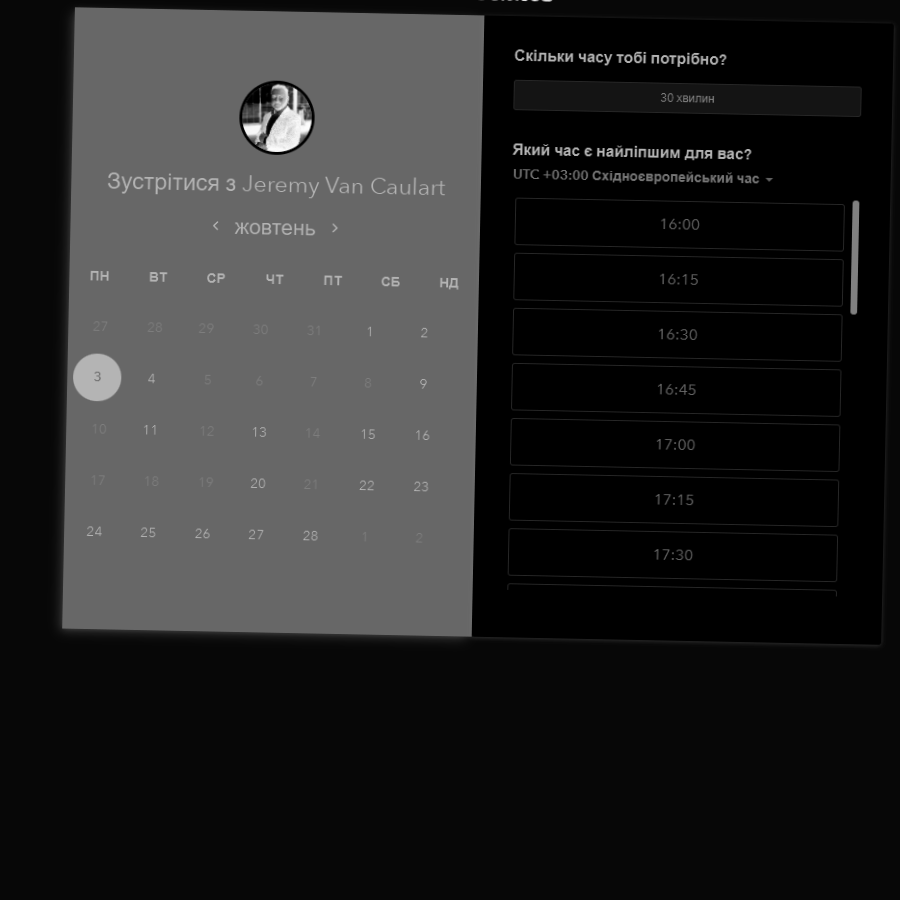 Зустрітися з Jeremy Van Caulart
< жовтень >
ПН ВТ СР ЧТ ПТ СБ НД
27 28 29 30 31 1 2
3 4 5 6 7 8 9
10 11 12 13 14 15 16
17 18 19 20 21 22 23
24 25 26 27 28 1 2
Скільки часу тобі потрібно?
30 хвилин
Який час є найліпшим для вас?
UTC +03:00 Східноєвропейський час
16:00
16:15
16:30
16:45
17:00
17:15
17:30